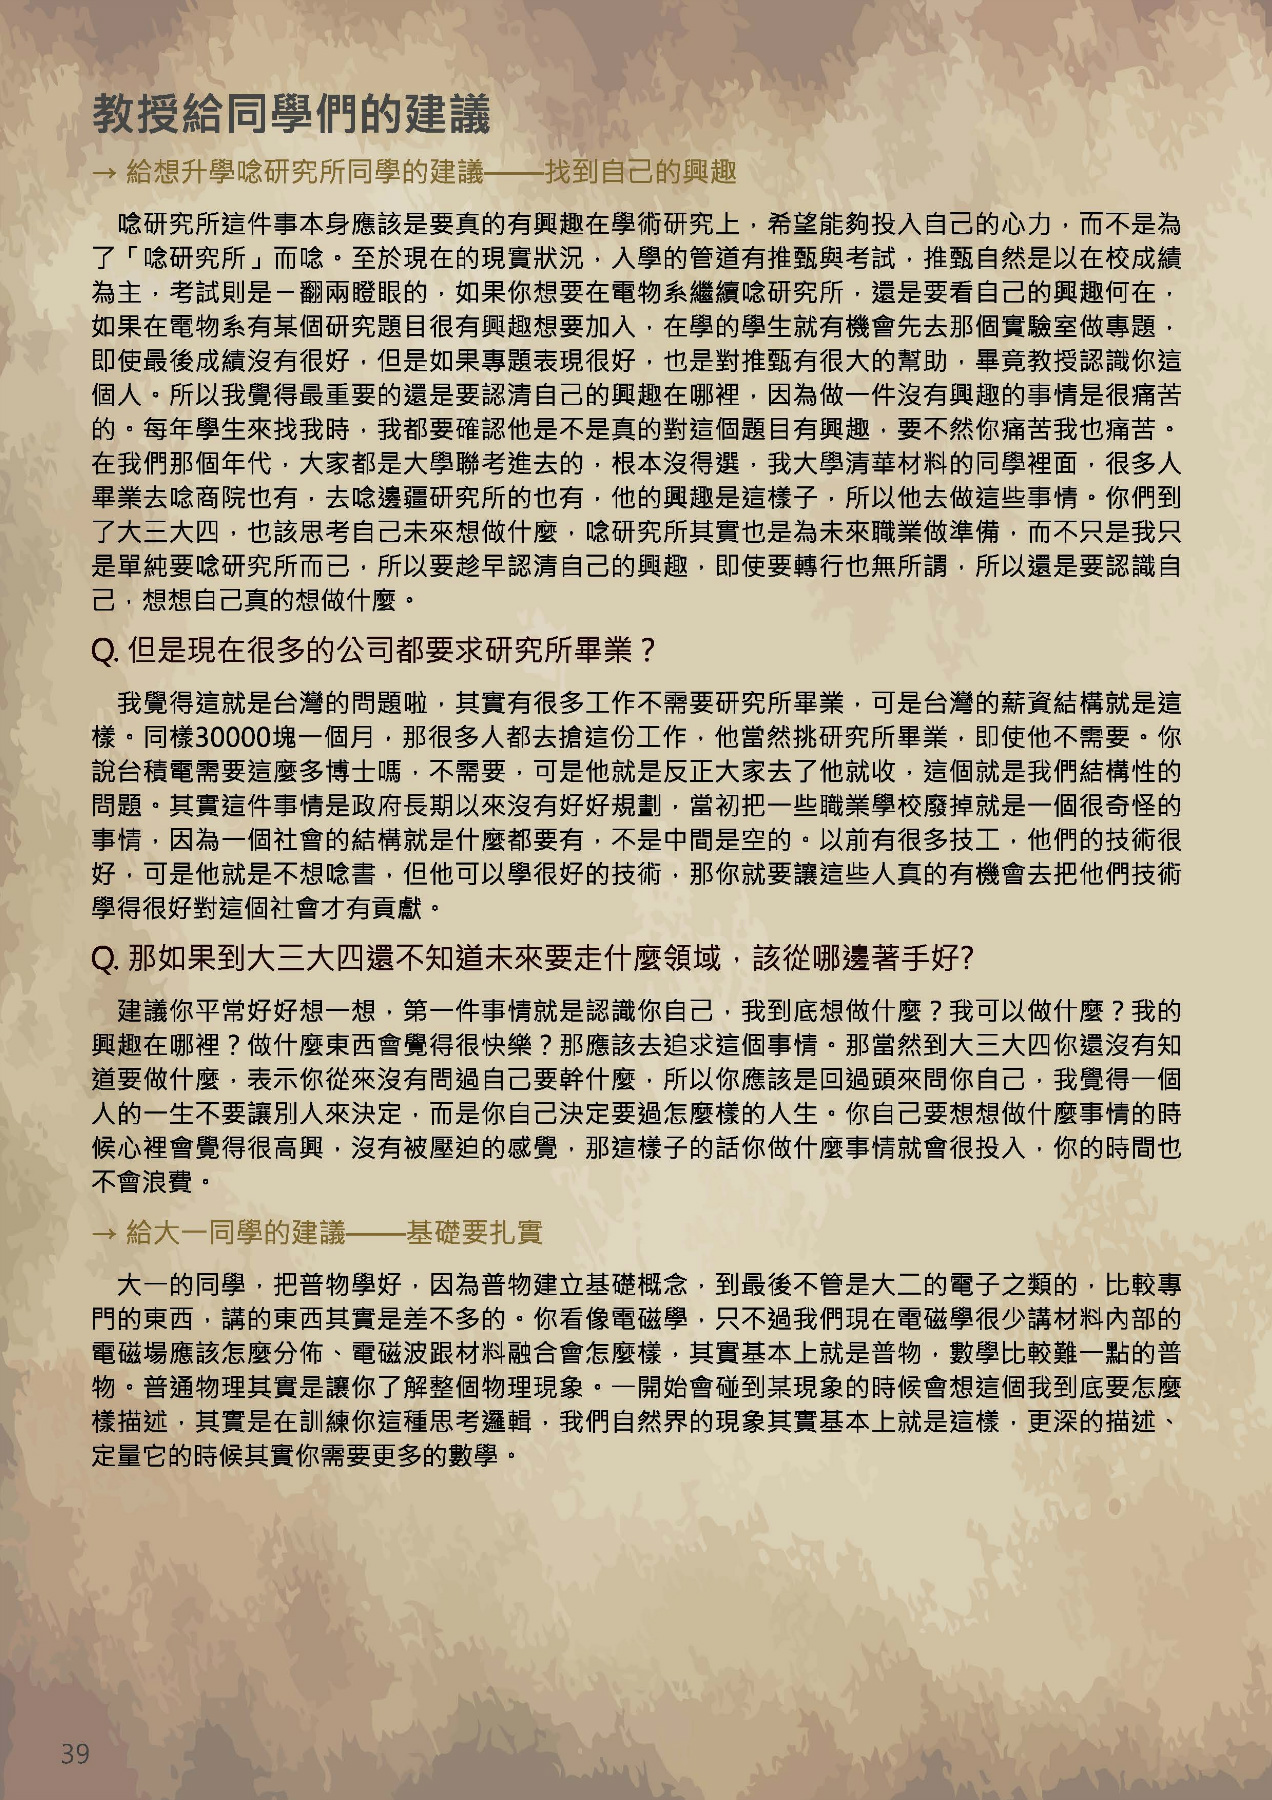 教授給同學們的建議
→ 給想升學唸研究所同學的建議——找到自己的興趣
唸研究所這件事本身應該是要真的有興趣在學術研究上，希望能夠投入自己的心力，而不是為
了「唸研究所」而唸。至於現在的現實狀況，入學的管道有推甄與考試，推甄自然是以在校成績
為主，考試則是－翻兩瞪眼的，如果你想要在電物系繼續唸研究所，還是要看自己的興趣何在，
如果在電物系有某個研究題目很有興趣想要加入，在學的學生就有機會先去那個實驗室做專題，
即使最後成績沒有很好，但是如果專題表現很好，也是對推甄有很大的幫助，畢竟教授認識你這
個人。所以我覺得最重要的還是要認清自己的興趣在哪裡，因為做一件沒有興趣的事情是很痛苦
的。每年學生來找我時，我都要確認他是不是真的對這個題目有興趣，要不然你痛苦我也痛苦。
在我們那個年代，大家都是大學聯考進去的，根本沒得選，我大學清華材料的同學裡面，很多人
畢業去唸商院也有，去唸邊疆研究所的也有，他的興趣是這樣子，所以他去做這些事情。你們到
了大三大四，也該思考自己未來想做什麼，唸研究所其實也是為未來職業做準備，而不只是我只
是單純要唸研究所而已，所以要趁早認清自己的興趣，即使要轉行也無所謂，所以還是要認識自
己，想想自己真的想做什麼。
Q. 但是現在很多的公司都要求研究所畢業？
我覺得這就是台灣的問題啦，其實有很多工作不需要研究所畢業，可是台灣的薪資結構就是這
樣。同樣30000塊一個月，那很多人都去搶這份工作，他當然挑研究所畢業，即使他不需要。你
說台積電需要這麼多博士嗎，不需要，可是他就是反正大家去了他就收，這個就是我們結構性的
問題。其實這件事情是政府長期以來沒有好好規劃，當初把一些職業學校廢掉就是一個很奇怪的
事情，因為一個社會的結構就是什麼都要有，不是中間是空的。以前有很多技工，他們的技術很
好，可是他就是不想唸書，但他可以學很好的技術，那你就要讓這些人真的有機會去把他們技術
學得很好對這個社會才有貢獻。
Q. 那如果到大三大四還不知道未來要走什麼領域，該從哪邊著手好?
建議你平常好好想一想，第一件事情就是認識你自己，我到底想做什麼？我可以做什麼？我的
興趣在哪裡？做什麼東西會覺得很快樂？那應該去追求這個事情。那當然到大三大四你還沒有知
道要做什麼，表示你從來沒有問過自己要幹什麼，所以你應該是回過頭來問你自己，我覺得一個
人的一生不要讓別人來決定，而是你自己決定要過怎麼樣的人生。你自己要想想做什麼事情的時
候心裡會覺得很高興，沒有被壓迫的感覺，那這樣子的話你做什麼事情就會很投入，你的時間也
不會浪費。
→ 給大一同學的建議——基礎要扎實
大一的同學，把普物學好，因為普物建立基礎概念，到最後不管是大二的電子之類的，比較專
門的東西，講的東西其實是差不多的。你看像電磁學，只不過我們現在電磁學很少講材料內部的
電磁場應該怎麼分佈、電磁波跟材料融合會怎麼樣，其實基本上就是普物，數學比較難一點的普
物。普通物理其實是讓你了解整個物理現象。一開始會碰到某現象的時候會想這個我到底要怎麼
樣描述，其實是在訓練你這種思考邏輯，我們自然界的現象其實基本上就是這樣，更深的描述、
定量它的時候其實你需要更多的數學。
39